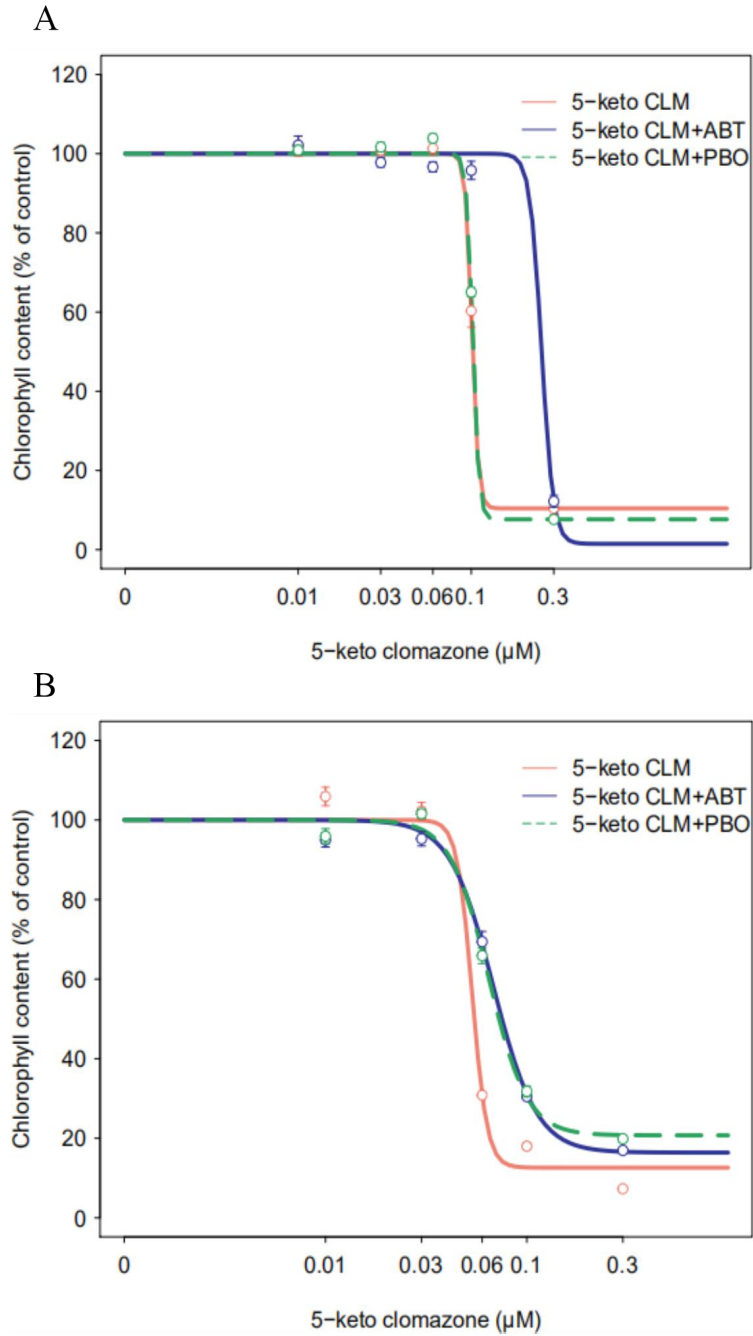 A
120
100
80
60
40
20
0
Chlorophyll content (% of control)
5−keto CLM
5−keto CLM+ABT
5−keto CLM+PBO
0 0.01 0.03 0.06 0.1 0.3
5−keto clomazone (µM)
B
120
100
80
60
40
20
0
Chlorophyll content (% of control)
5−keto CLM
5−keto CLM+ABT
5−keto CLM+PBO
0 0.01 0.03 0.06 0.1 0.3
5−keto clomazone (µM)